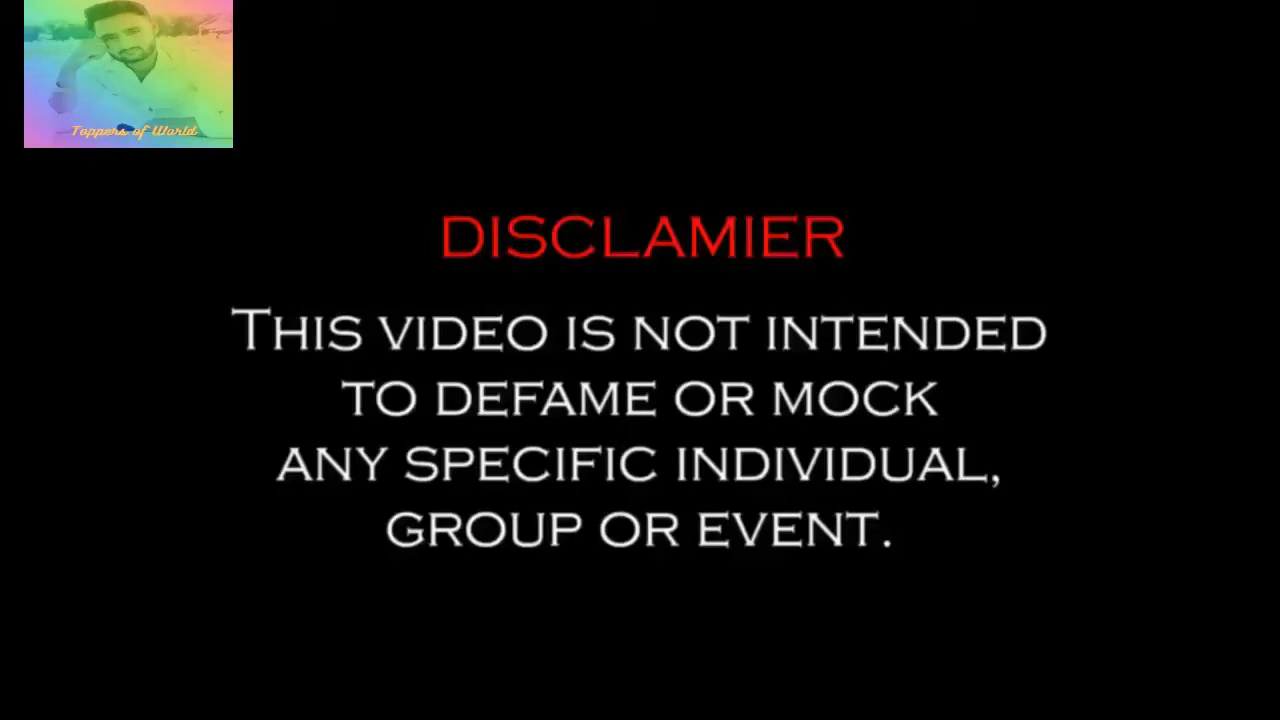 Toppers of World
DISCLAMIER
THIS VIDEO IS NOT INTENDED
TO DEFAME OR MOCK
ANY SPECIFIC INDIVIDUAL,
GROUP OR EVENT.